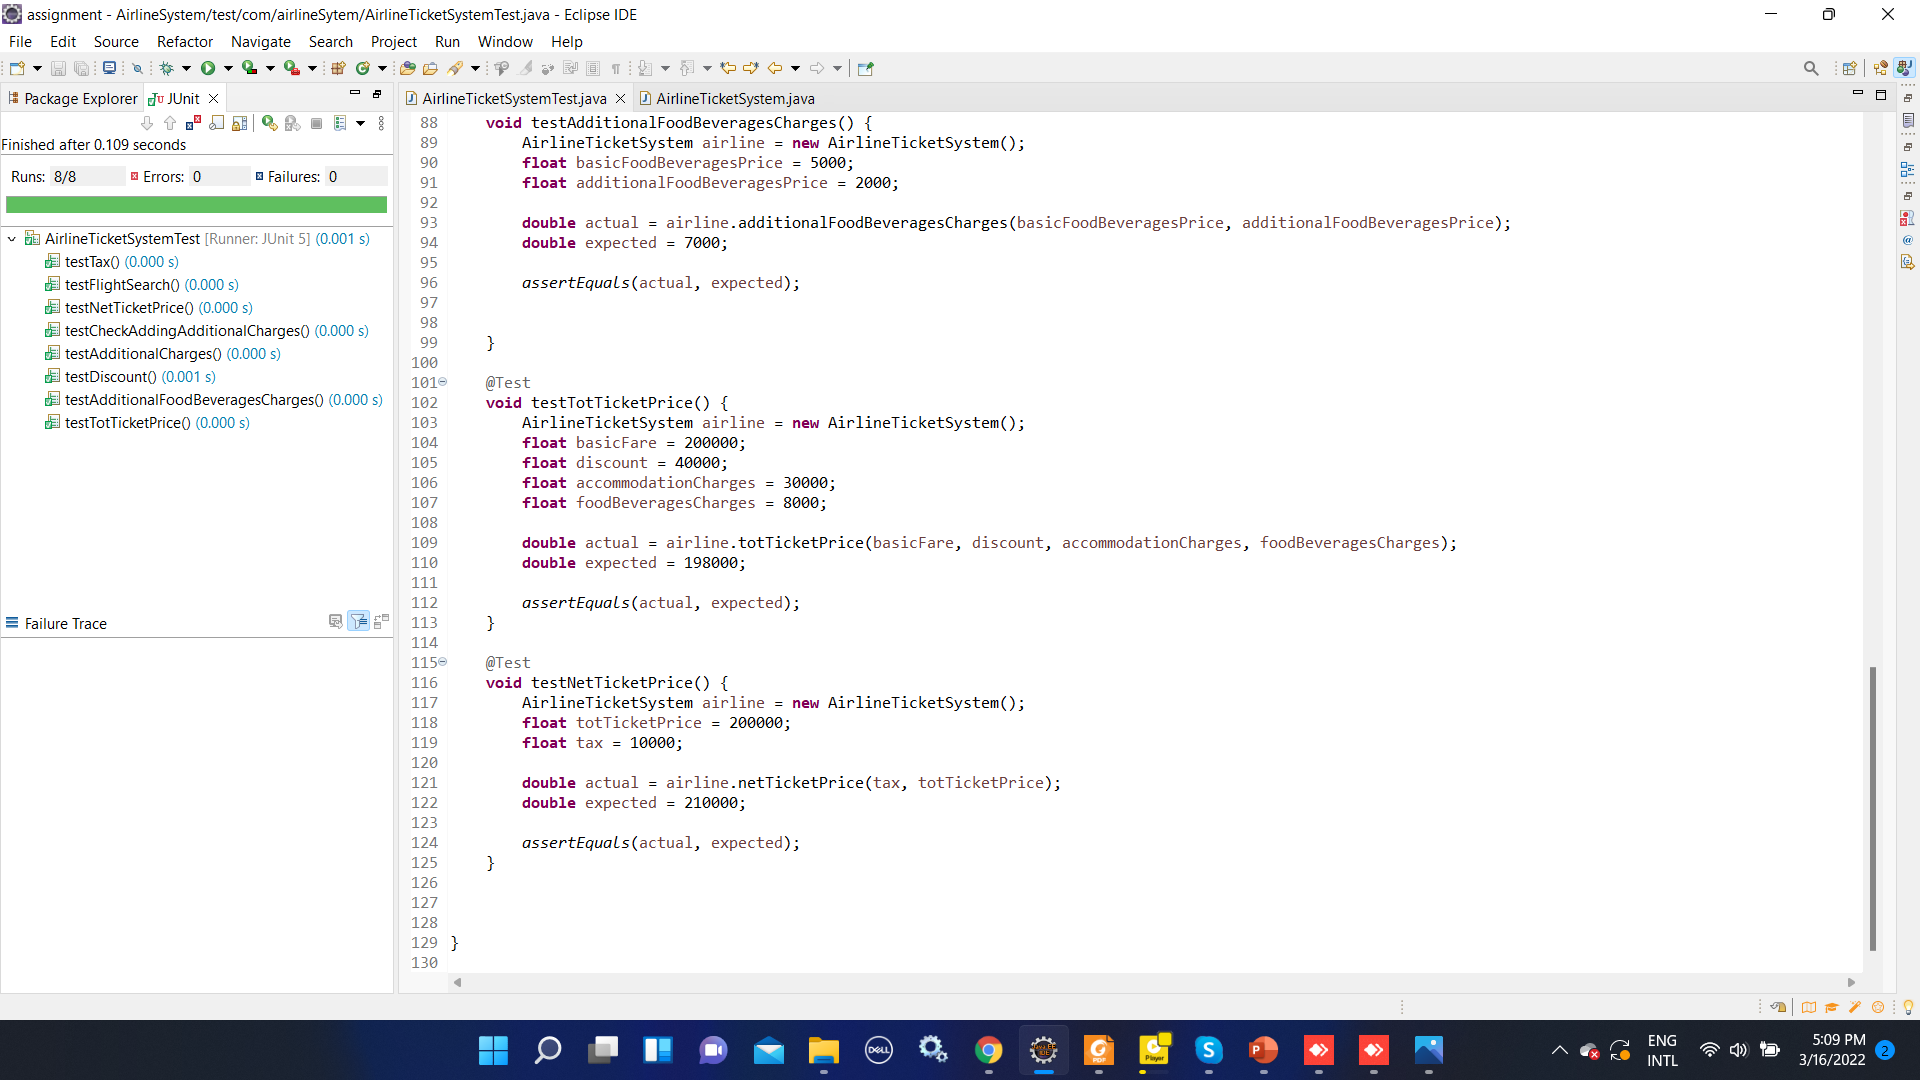 assignment - AirlineSystem/test/com/airlineSytem/AirlineTicketSystemTest.java - Eclipse IDE
File Edit Source Refactor Navigate Search Project Run Window Help
Package Explorer JUnit
Finished after 0.109 seconds
Runs: 8/8 Errors: 0 Failures: 0
AirlineTicketSystemTest [Runner: JUnit 5] (0.001 s)
testTax() (0.000 s)
testFlightSearch() (0.000 s)
testNetTicketPrice() (0.000 s)
testCheckAddingAdditionalCharges() (0.000 s)
testAdditionalCharges() (0.000 s)
testDiscount() (0.001 s)
testAdditionalFoodBeveragesCharges() (0.000 s)
testTotTicketPrice() (0.000 s)
Failure Trace
AirlineTicketSystemTest.java AirlineTicketSystem.java
88 void testAdditionalFoodBeveragesCharges() {
89 AirlineTicketSystem airline = new AirlineTicketSystem();
90 float basicFoodBeveragesPrice = 5000;
91 float additionalFoodBeveragesPrice = 2000;
92
93 double actual = airline.additionalFoodBeveragesCharges(basicFoodBeveragesPrice, additionalFoodBeveragesPrice);
94 double expected = 7000;
95
96 assertEquals(actual, expected);
97
98
99 }
100
101 @Test
102 void testTotTicketPrice() {
103 AirlineTicketSystem airline = new AirlineTicketSystem();
104 float basicFare = 200000;
105 float discount = 40000;
106 float accommodationCharges = 30000;
107 float foodBeveragesCharges = 8000;
108
109 double actual = airline.totTicketPrice(basicFare, discount, accommodationCharges, foodBeveragesCharges);
110 double expected = 198000;
111
112 assertEquals(actual, expected);
113 }
114
115 @Test
116 void testNetTicketPrice() {
117 AirlineTicketSystem airline = new AirlineTicketSystem();
118 float totTicketPrice = 200000;
119 float tax = 10000;
120
121 double actual = airline.netTicketPrice(tax, totTicketPrice);
122 double expected = 210000;
123
124 assertEquals(actual, expected);
125 }
126
127
128
129 }
130
DELL
JAVA EE
IDE
PDF
Player
S
P
ENG
INTL
5:09 PM
3/16/2022
2